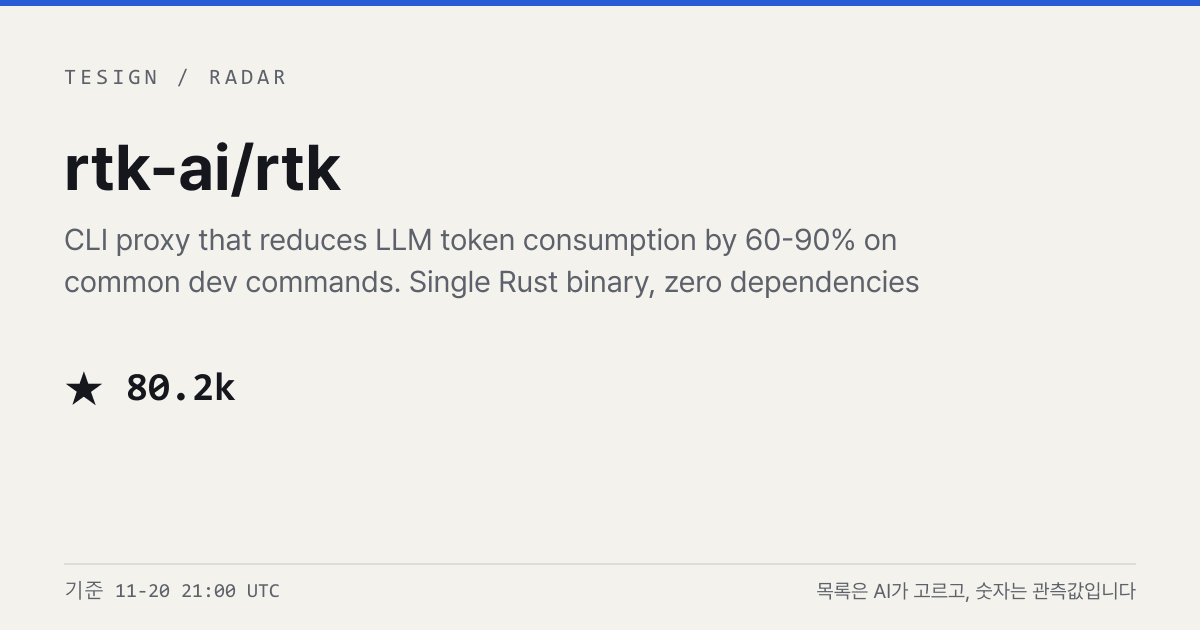 TESIGN / RADAR
rtk-ai/rtk
CLI proxy that reduces LLM token consumption by 60-90% on
common dev commands. Single Rust binary, zero dependencies
★ 80.2k
기준 11-20 21:00 UTC
목록은 AI가 고르고, 숫자는 관측값입니다